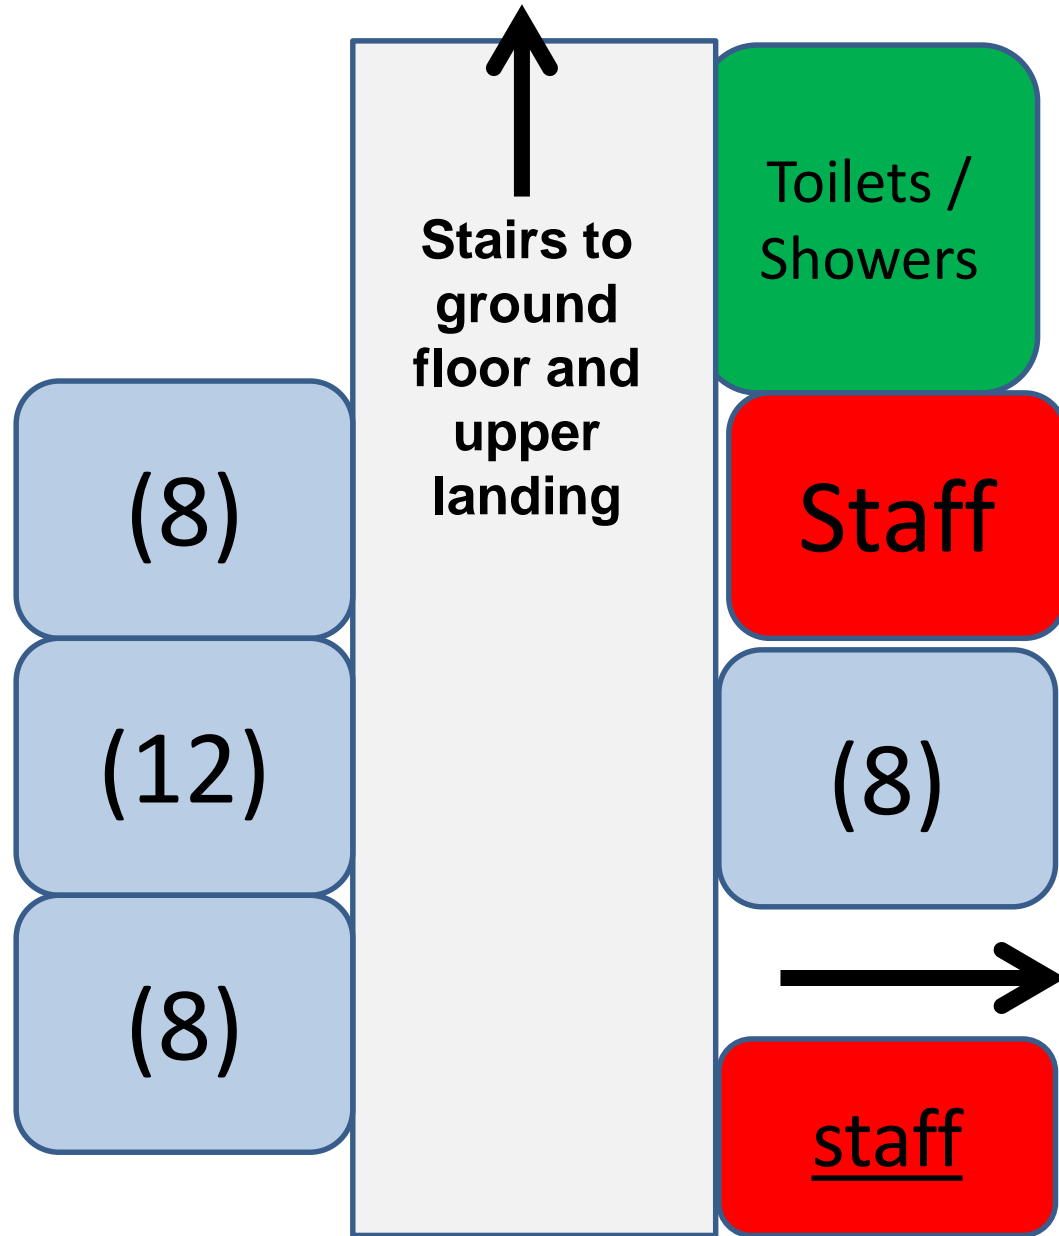 Toilets /
Showers
Stairs to
ground
floor and
upper
landing
(8)
Staff
(12)
(8)
(8)
staff